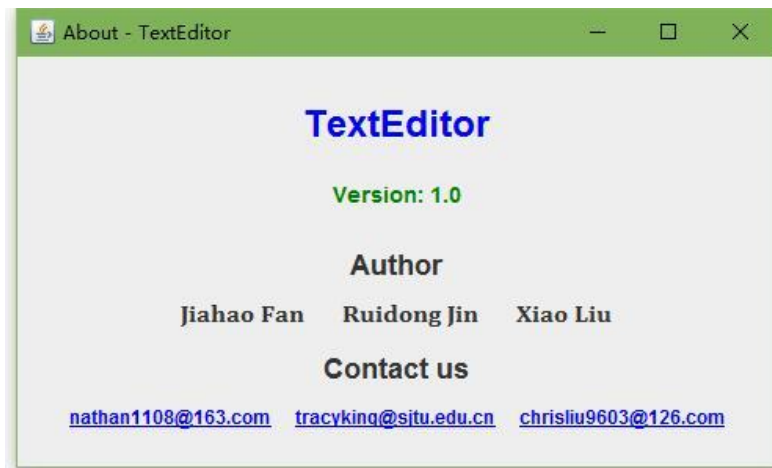 About - TextEditor
TextEditor
Version: 1.0
Author
Jiahao Fan Ruidong Jin Xiao Liu
Contact us
nathan1108@163.com tracyking@sjtu.edu.cn chrisliu9603@126.com